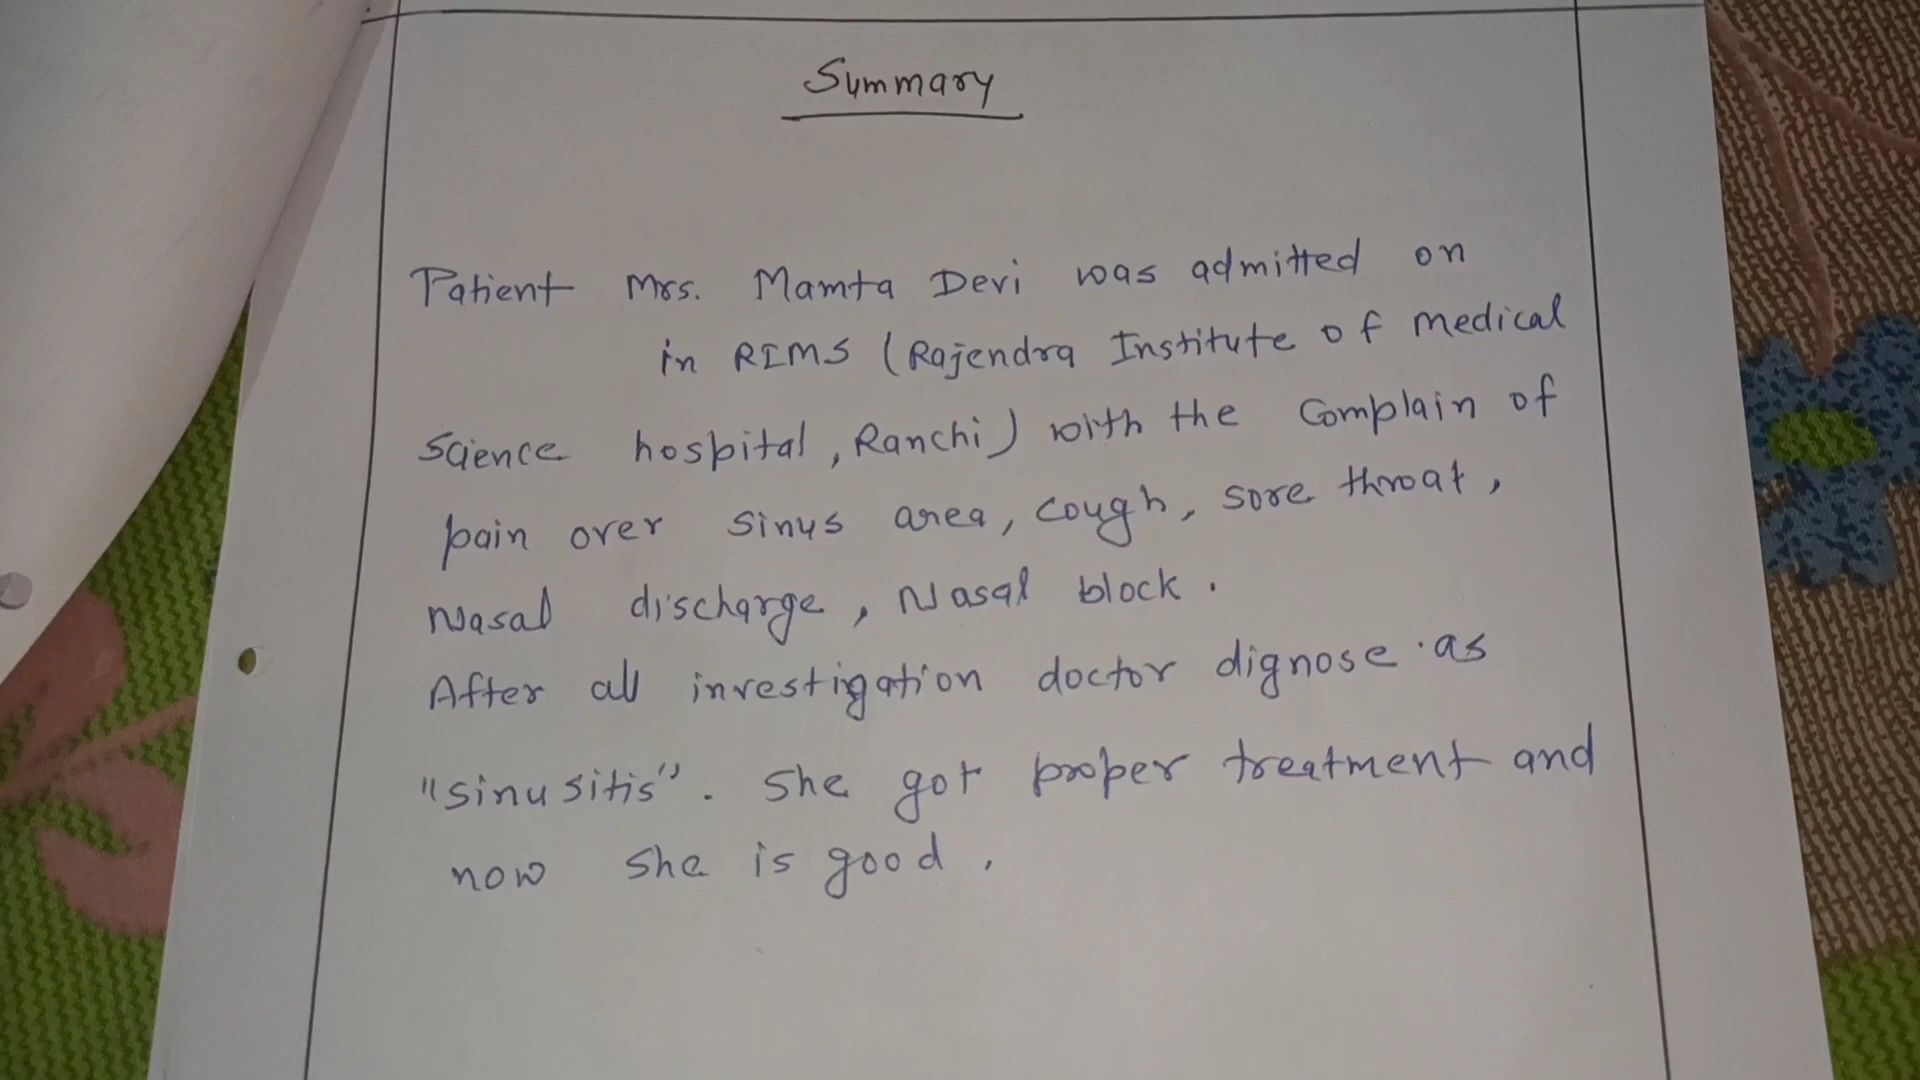 Summary
Patient Mrs. Mamta Devi was admitted on
in RIMS (Rajendra Institute of Medical
Science hospital, Ranchi) with the Complain of
pain over sinus area, cough, sore throat,
Nasal discharge, Nasal block.
After all investigation doctor dignose as
"sinusitis". She got proper treatment and
now she is good.